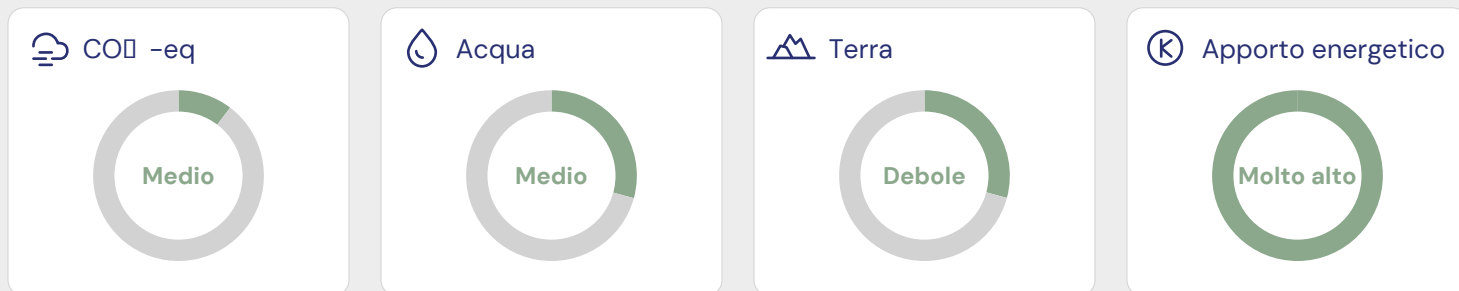 CO▯ -eq
Medio
Acqua
Medio
Terra
Debole
Apporto energetico
Molto alto